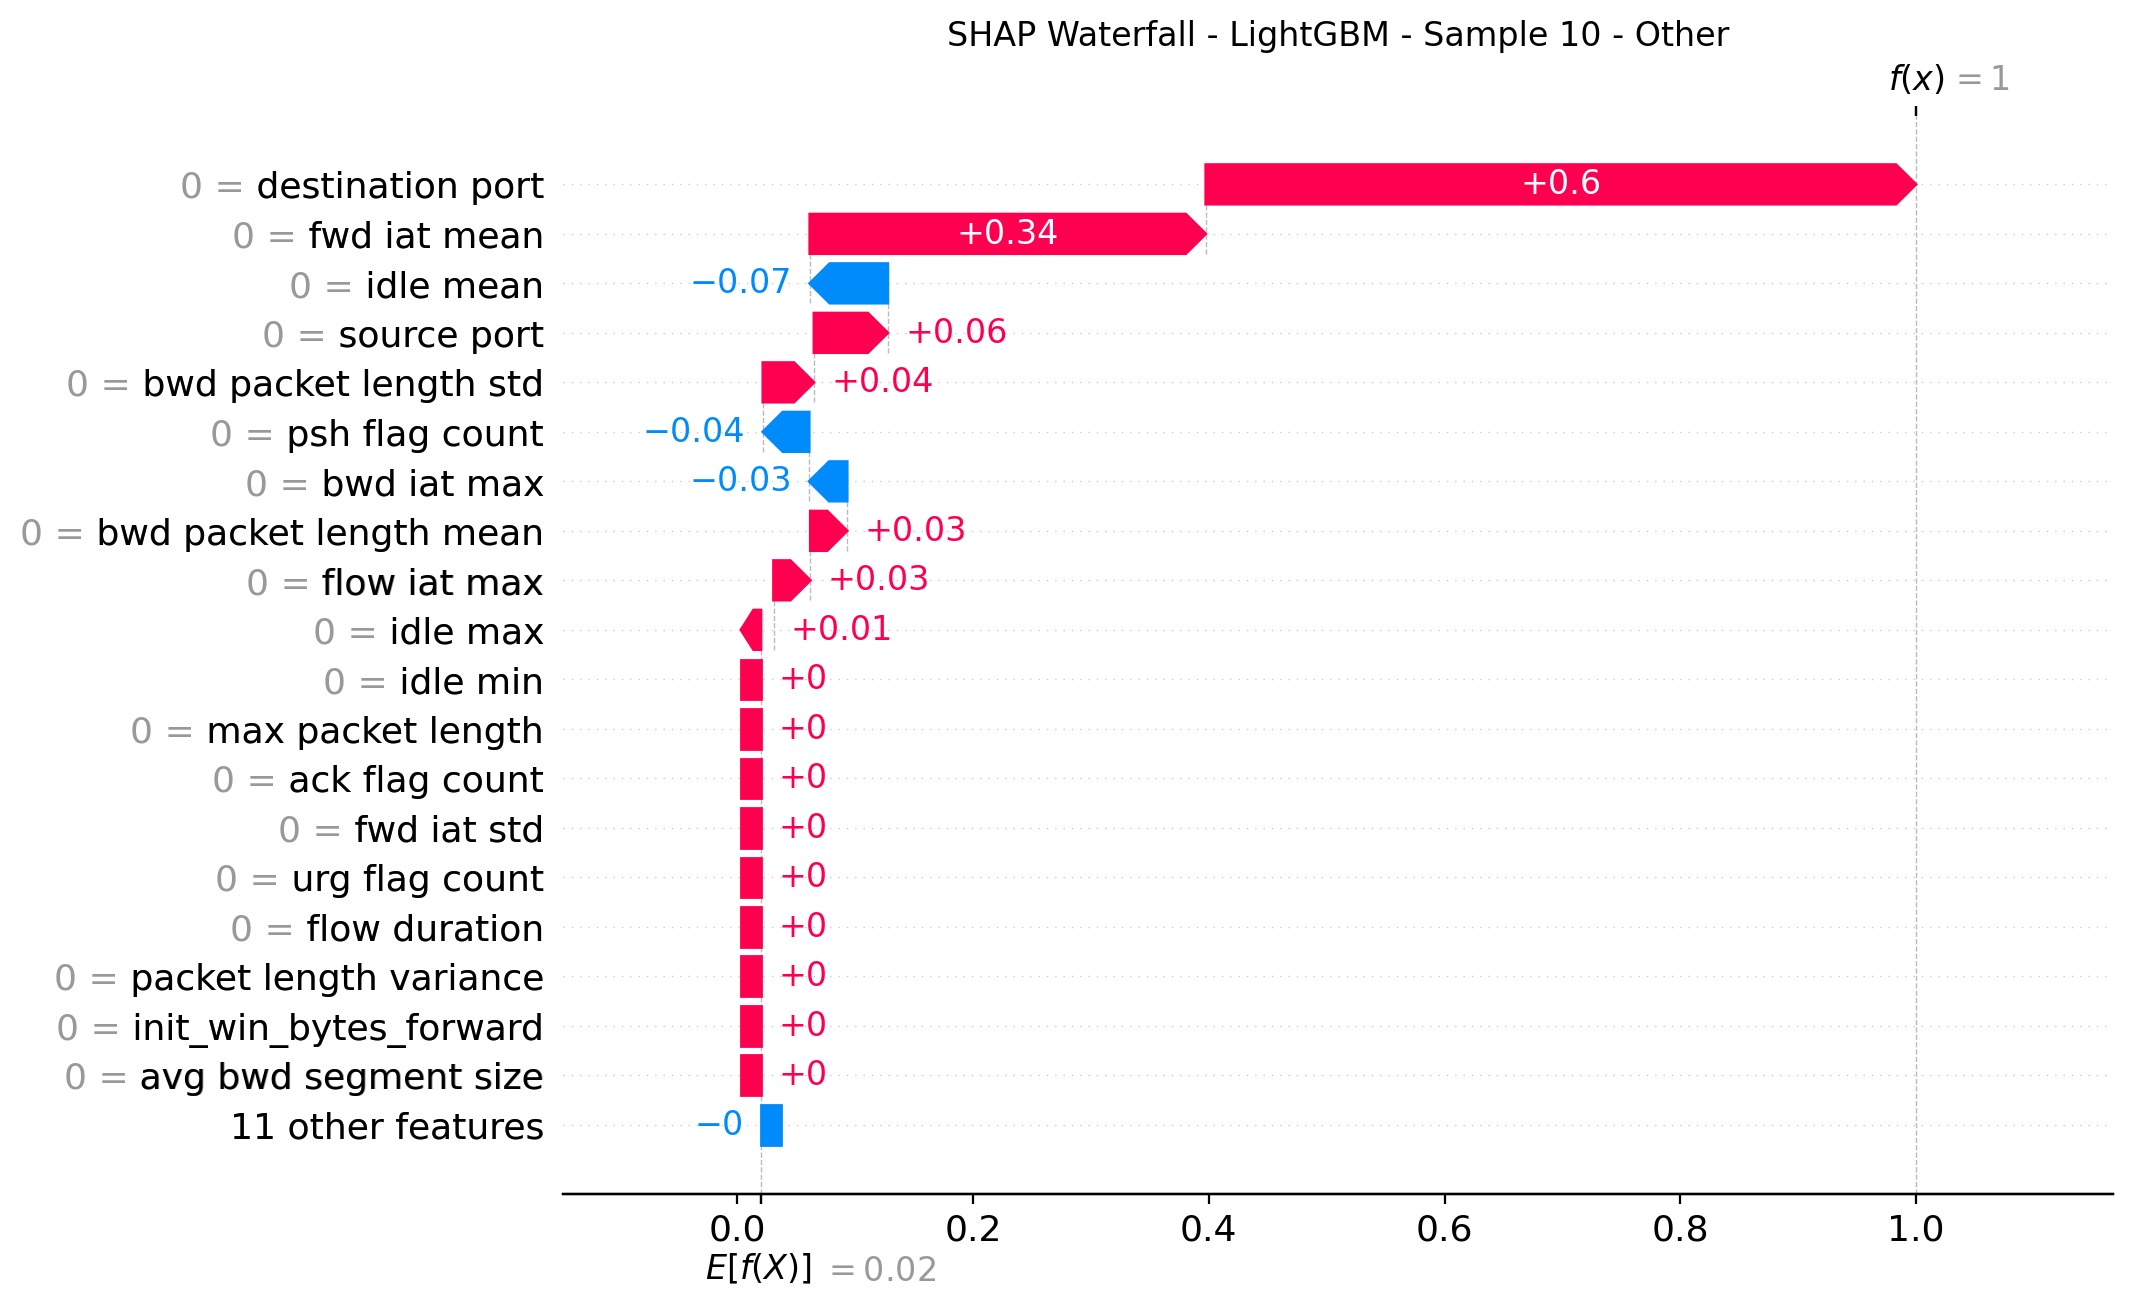 SHAP Waterfall - LightGBM - Sample 10 - Other
f(x) = 1
0 = destination port +0.6
0 = fwd iat mean +0.34
0 = idle mean −0.07
0 = source port +0.06
0 = bwd packet length std +0.04
0 = psh flag count −0.04
0 = bwd iat max −0.03
0 = bwd packet length mean +0.03
0 = flow iat max +0.03
0 = idle max +0.01
0 = idle min +0
0 = max packet length +0
0 = ack flag count +0
0 = fwd iat std +0
0 = urg flag count +0
0 = flow duration +0
0 = packet length variance +0
0 = init_win_bytes_forward +0
0 = avg bwd segment size +0
11 other features −0
0.0 0.2 0.4 0.6 0.8 1.0
E[f(X)] = 0.02